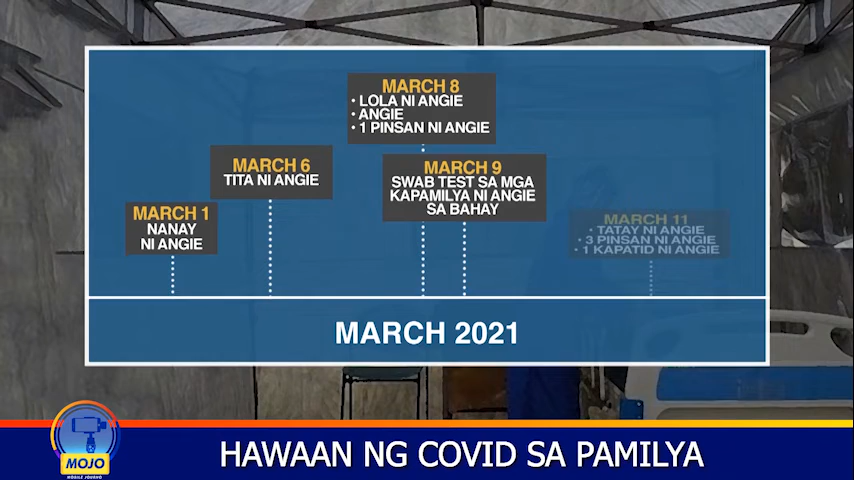 MARCH 1
NANAY
NI ANGIE
MARCH 6
TITA NI ANGIE
MARCH 8
• LOLA NI ANGIE
• ANGIE
• 1 PINSAN NI ANGIE
MARCH 9
SWAB TEST SA MGA
KAPAMILYA NI ANGIE
SA BAHAY
MARCH 11
• TATAY NI ANGIE
• 3 PINSAN NI ANGIE
• 1 KAPATID NI ANGIE
MARCH 2021
MOJO
MOBILE JOURNO
HAWAAN NG COVID SA PAMILYA